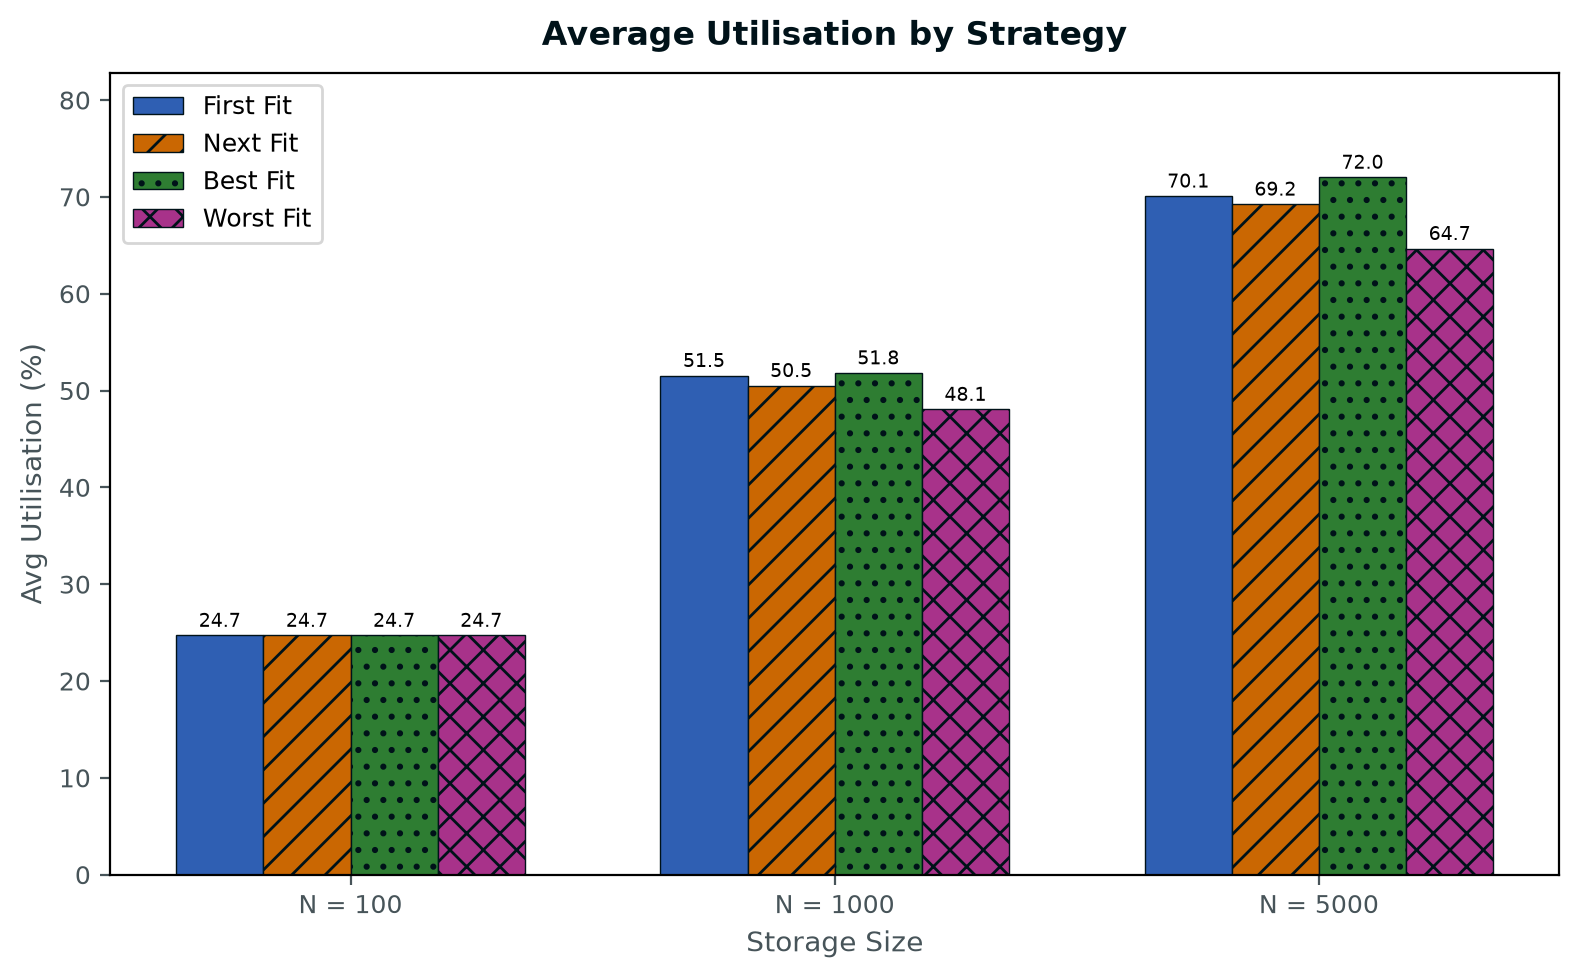 Average Utilisation by Strategy
First Fit
Next Fit
Best Fit
Worst Fit
Avg Utilisation (%)
80
70
60
50
40
30
20
10
0
24.7 24.7 24.7 24.7
51.5 50.5 51.8 48.1
70.1 69.2 72.0 64.7
N = 100 N = 1000 N = 5000
Storage Size